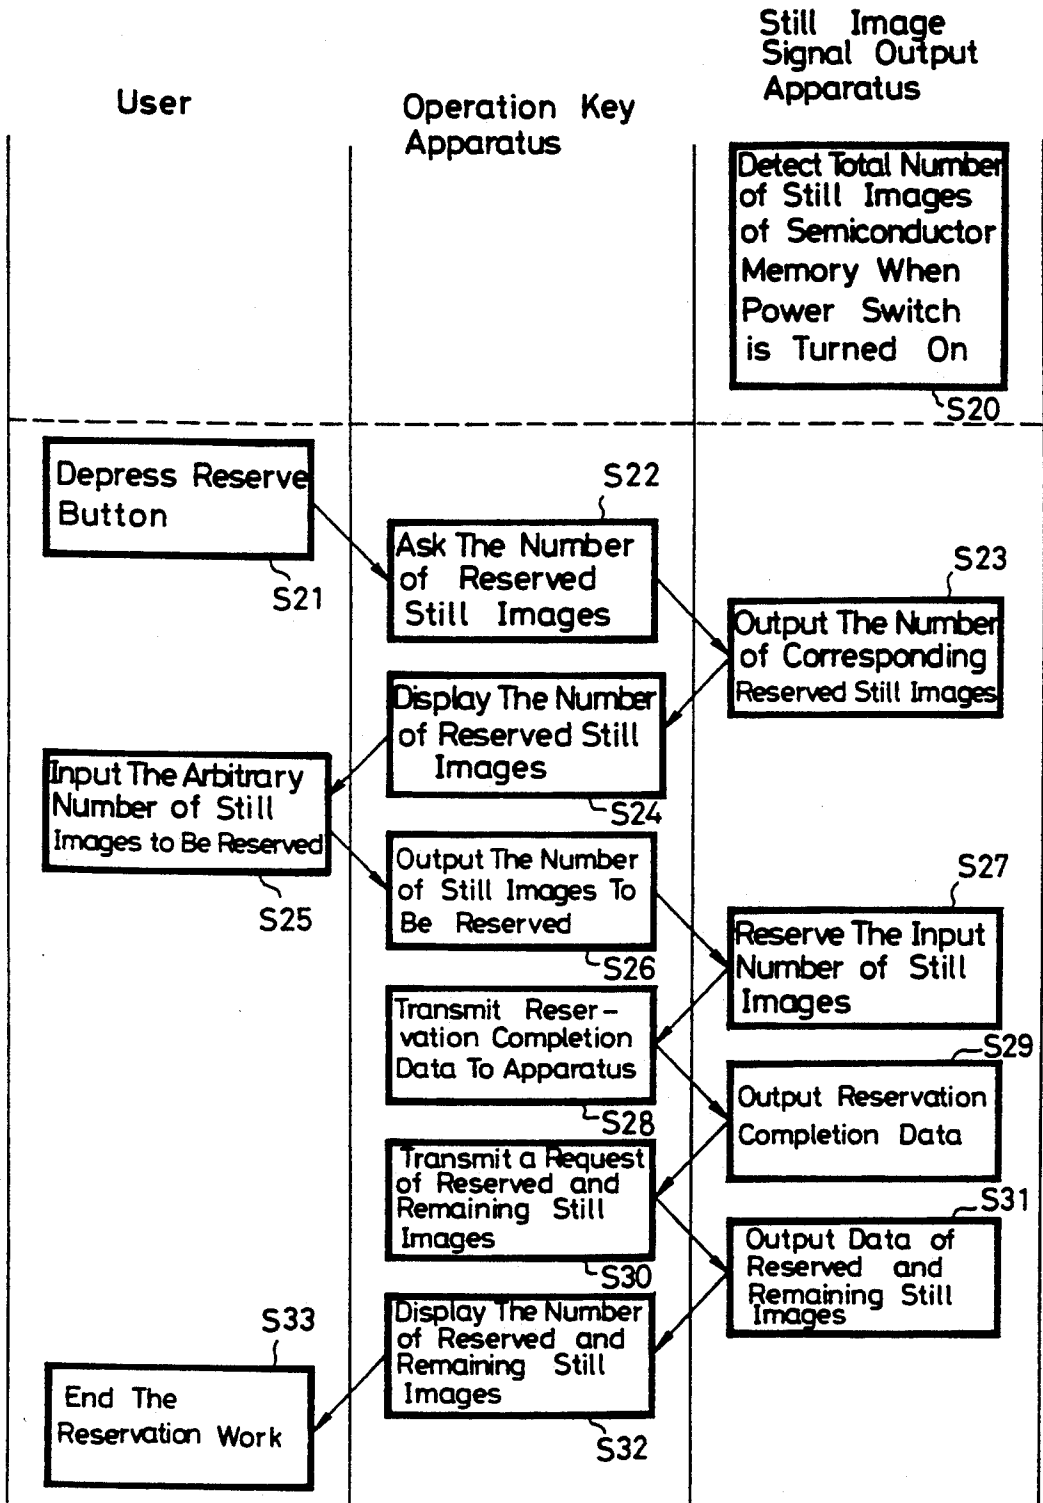 Still Image
Signal Output
Apparatus
User
Operation Key
Apparatus
Detect Total Number
of Still Images
of Semiconductor
Memory When
Power Switch
is Turned On
S20
Depress Reserve
Button
S21
S22
Ask The Number
of Reserved
Still Images
S23
Output The Number
of Corresponding
Reserved Still Images
Display The Number
of Reserved Still
Images
S24
Input The Arbitrary
Number of Still
Images to Be Reserved
S25
Output The Number
of Still Images To
Be Reserved
S26
S27
Reserve The Input
Number of Still
Images
Transmit Reser-
vation Completion
Data To Apparatus
S28
S29
Output Reservation
Completion Data
Transmit a Request
of Reserved and
Remaining Still
Images
S30
S31
Output Data of
Reserved and
Remaining Still
Images
Display The Number
of Reserved and
Remaining Still
Images
S32
S33
End The
Reservation Work